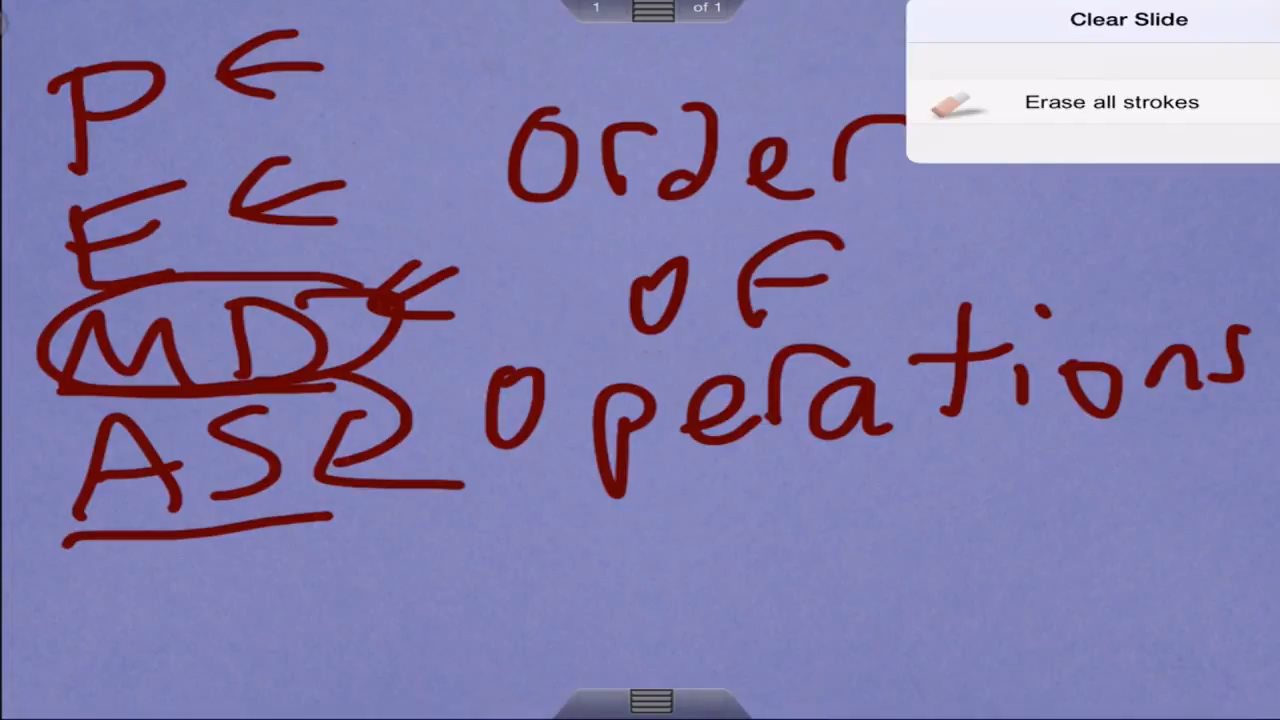 1 of 1
Clear Slide
Erase all strokes
P
E
MD
AS
order
of
operations